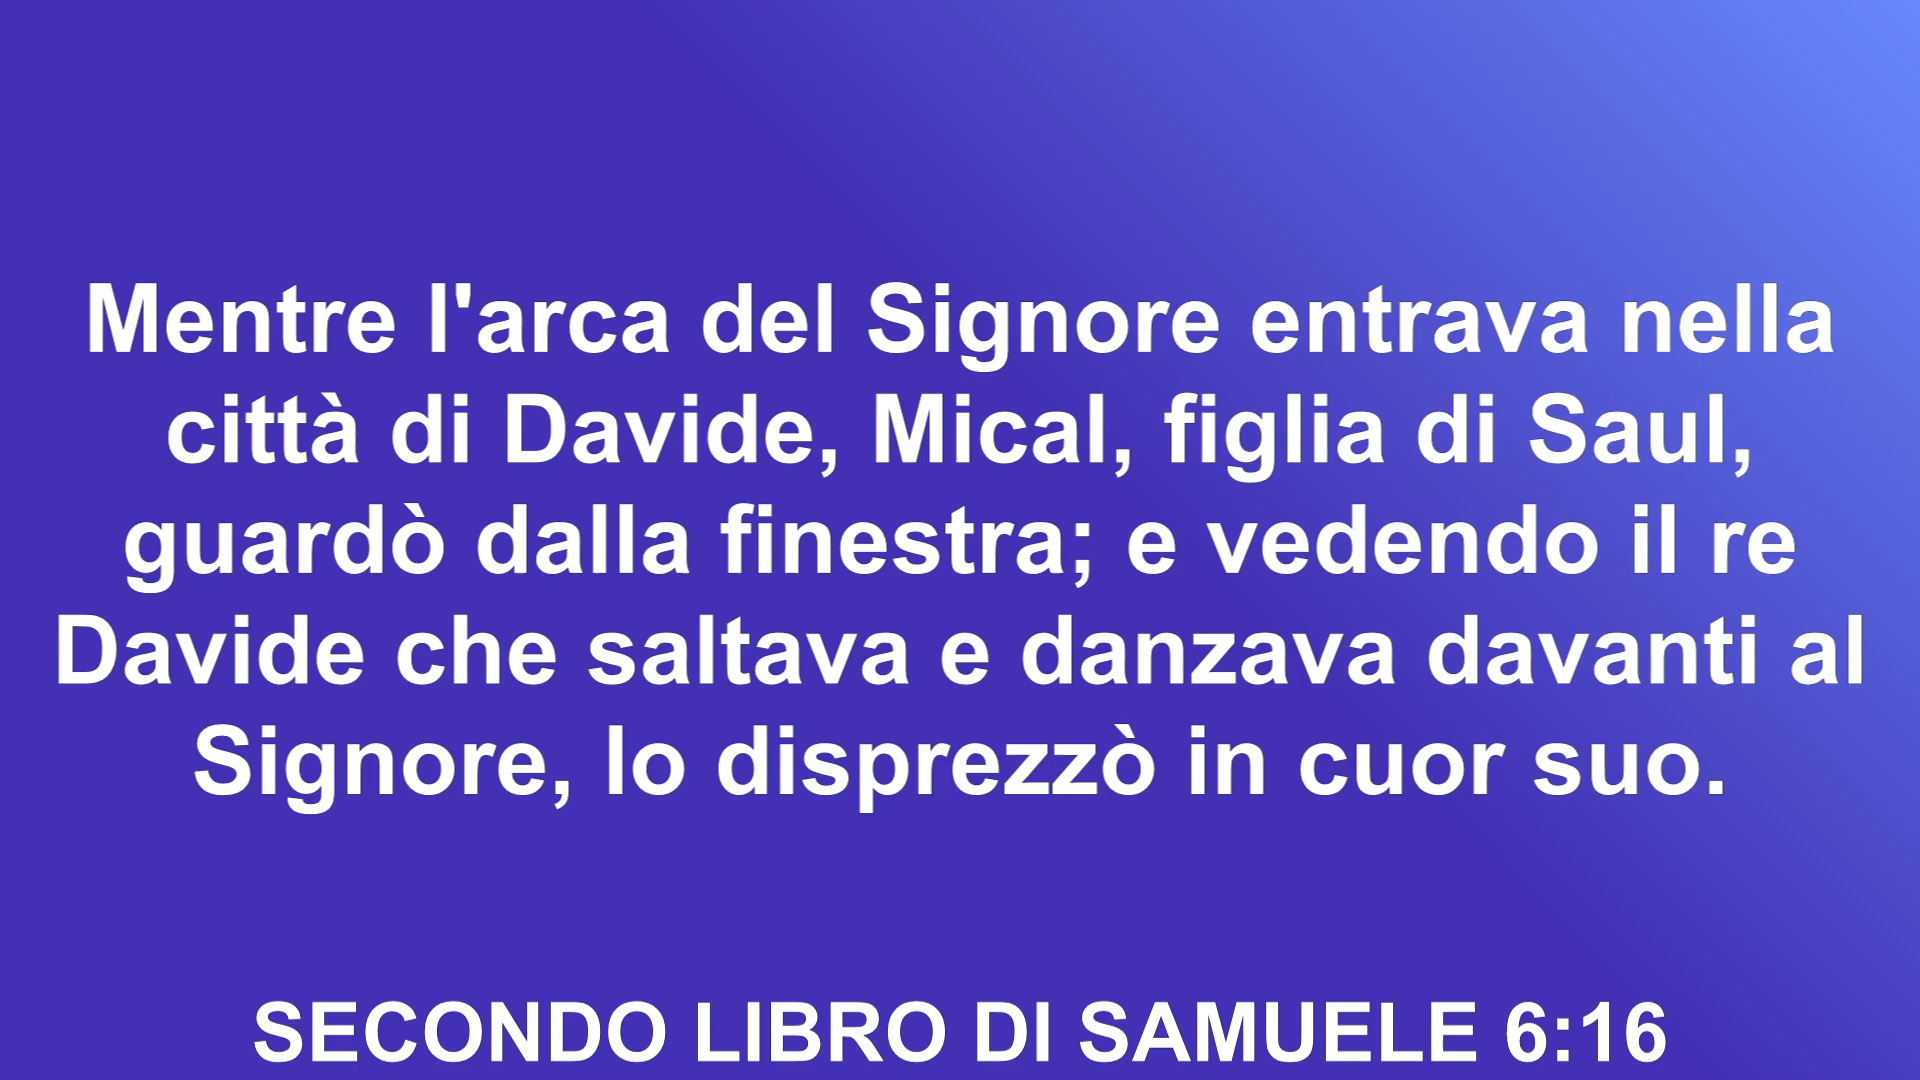 Mentre l'arca del Signore entrava nella
città di Davide, Mical, figlia di Saul,
guardò dalla finestra; e vedendo il re
Davide che saltava e danzava davanti al
Signore, lo disprezzò in cuor suo.
SECONDO LIBRO DI SAMUELE 6:16